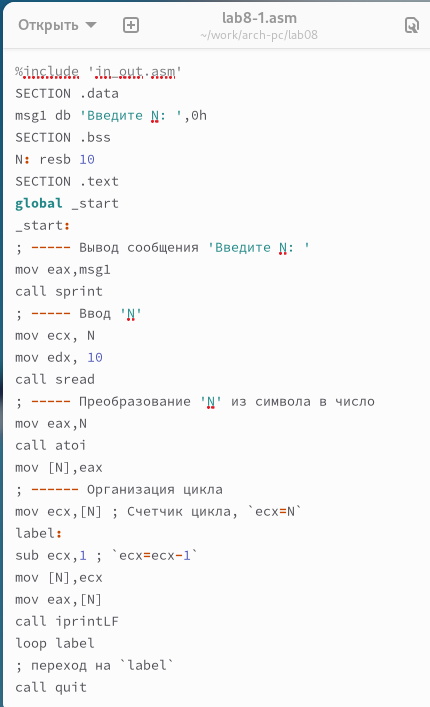 Открыть
lab8-1.asm
~/work/arch-pc/lab08
%include 'in_out.asm'
SECTION .data
msg1 db 'Введите N: ',0h
SECTION .bss
N: resb 10
SECTION .text
global _start
_start:
; ----- Вывод сообщения 'Введите N: '
mov eax,msg1
call sprint
; ----- Ввод 'N'
mov ecx, N
mov edx, 10
call sread
; ----- Преобразование 'N' из символа в число
mov eax,N
call atoi
mov [N],eax
; ------ Организация цикла
mov ecx,[N] ; Счетчик цикла, `ecx=N`
label:
sub ecx,1 ; `ecx=ecx-1`
mov [N],ecx
mov eax,[N]
call iprintLF
loop label
; переход на `label`
call quit